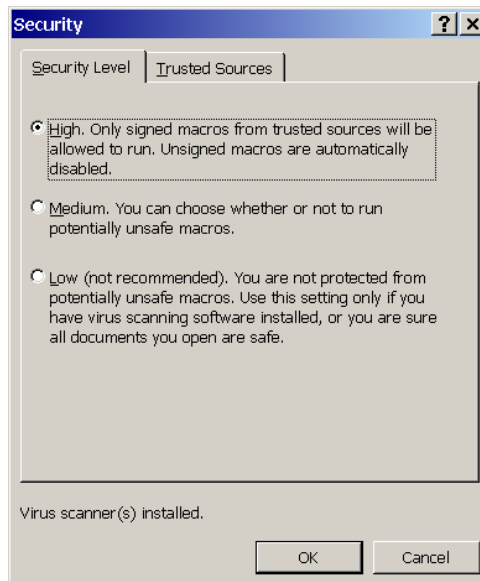 Security
Security Level
Trusted Sources
High. Only signed macros from trusted sources will be
allowed to run. Unsigned macros are automatically
disabled.
Medium. You can choose whether or not to run
potentially unsafe macros.
Low (not recommended). You are not protected from
potentially unsafe macros. Use this setting only if you
have virus scanning software installed, or you are sure
all documents you open are safe.
Virus scanner(s) installed.
OK
Cancel